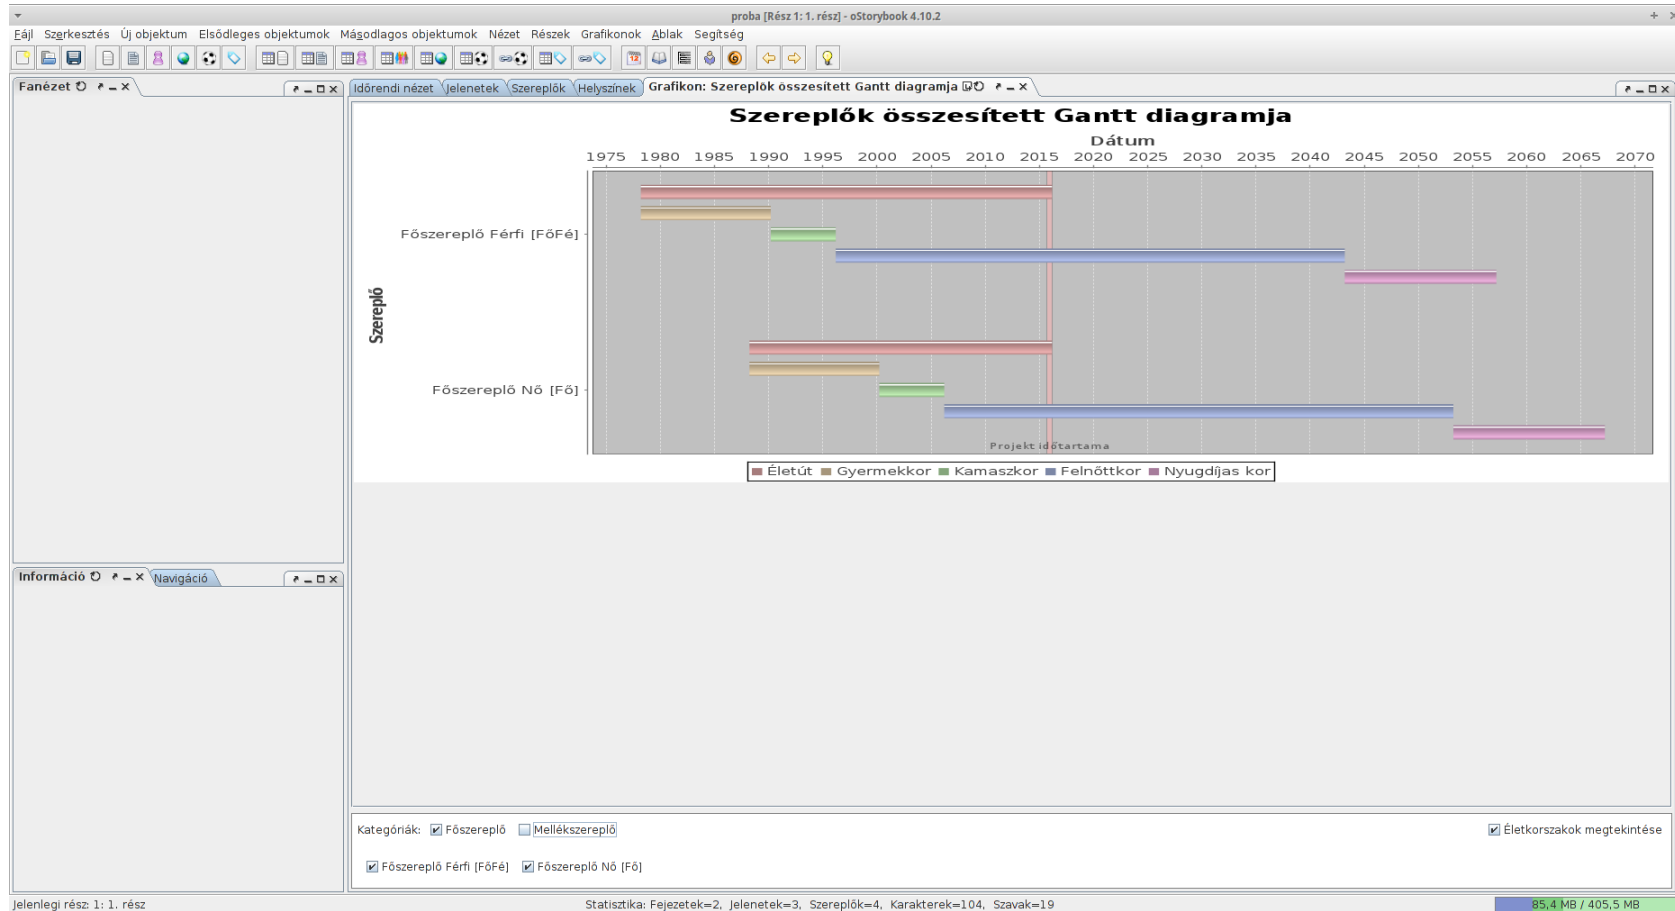 proba [Rész 1: 1. rész] - oStorybook 4.10.2
Fájl Szerkesztés Új objektum Elsődleges objektumok Másodlagos objektumok Nézet Részek Grafikonok Ablak Segítség
Fanézet
Időrendi nézet Jelenetek Szereplők Helyszínek Grafikon: Szereplők összesített Gantt diagramja
Szereplők összesített Gantt diagramja
Dátum
1975 1980 1985 1990 1995 2000 2005 2010 2015 2020 2025 2030 2035 2040 2045 2050 2055 2060 2065 2070
Főszereplő Férfi [FőFé]
Szereplő
Főszereplő Nő [Fő]
Projekt időtartama
Életút Gyermekkor Kamaszkor Felnőttkor Nyugdíjas kor
Információ Navigáció
Kategóriák: Főszereplő Mellékszereplő Életkorszakok megtekintése
Főszereplő Férfi [FőFé] Főszereplő Nő [Fő]
Jelenlegi rész: 1: 1. rész Statisztika: Fejezetek=2, Jelenetek=3, Szereplők=4, Karakterek=104, Szavak=19 85,4 MB / 405,5 MB